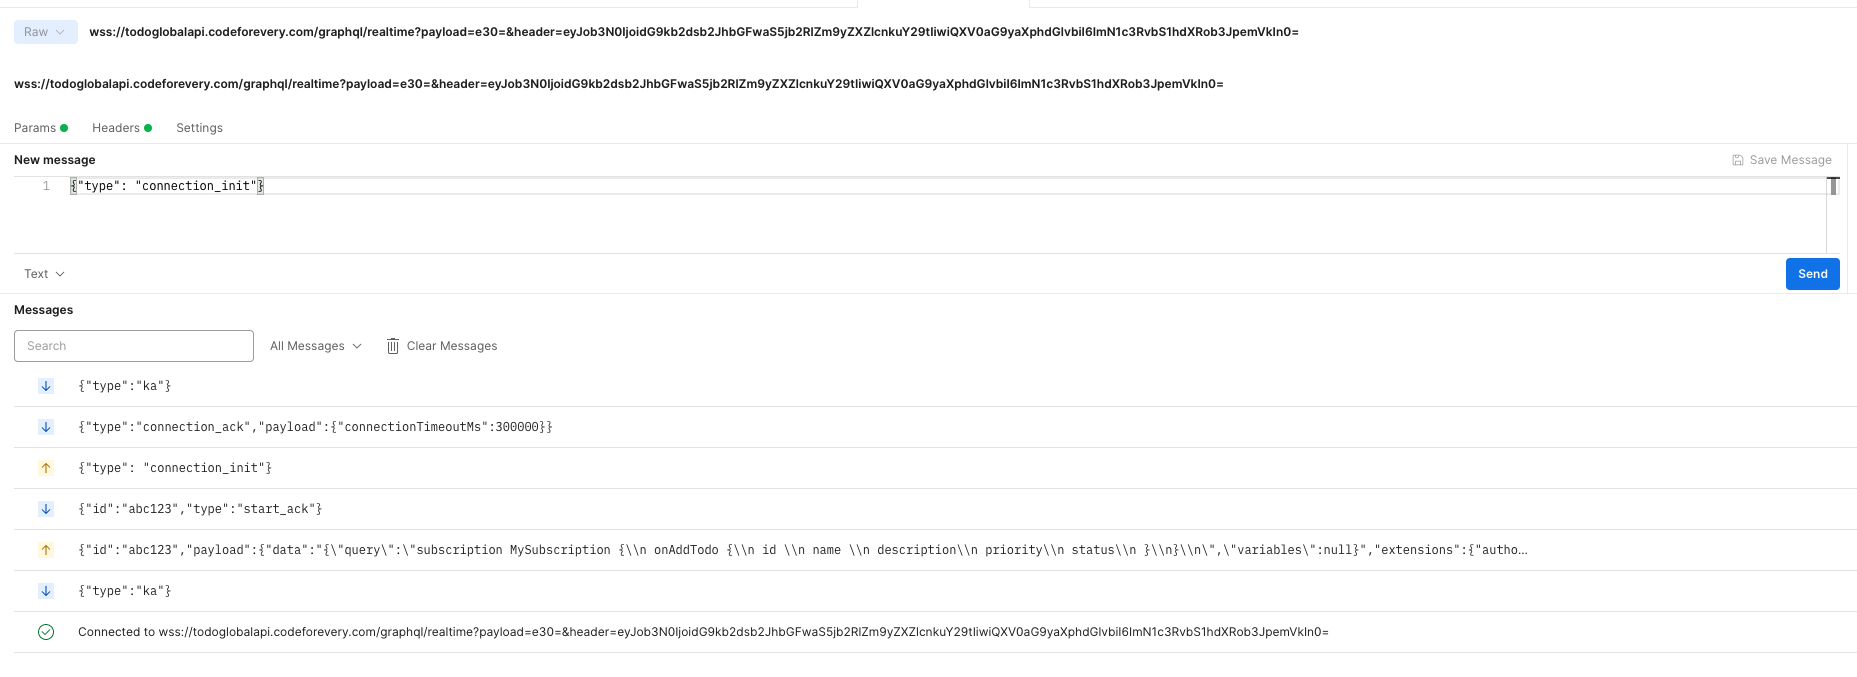 Raw wss://todoglobalapi.codeforevery.com/graphql/realtime?payload=e30=&header=eyJob3N0IjoidG9kb2dsb2JhbGFwaS5jb2RlZm9yZXZlcnkuY29tIiwiQXV0aG9yaXphdGlvbiI6ImN1c3RvbS1hdXRob3JpemVkIn0=
wss://todoglobalapi.codeforevery.com/graphql/realtime?payload=e30=&header=eyJob3N0IjoidG9kb2dsb2JhbGFwaS5jb2RlZm9yZXZlcnkuY29tIiwiQXV0aG9yaXphdGlvbiI6ImN1c3RvbS1hdXRob3JpemVkIn0=
Params Headers Settings
New message Save Message
1 {"type": "connection_init"}
Text Send
Messages
Search All Messages Clear Messages
{"type":"ka"}
{"type":"connection_ack","payload":{"connectionTimeoutMs":300000}}
{"type": "connection_init"}
{"id":"abc123","type":"start_ack"}
{"id":"abc123","payload":{"data":"{\"query\":\"subscription MySubscription {\\n onAddTodo {\\n id \\n name \\n description\\n priority\\n status\\n }\\n}\\n\",\"variables\":null}","extensions":{"autho...
{"type":"ka"}
Connected to wss://todoglobalapi.codeforevery.com/graphql/realtime?payload=e30=&header=eyJob3N0IjoidG9kb2dsb2JhbGFwaS5jb2RlZm9yZXZlcnkuY29tIiwiQXV0aG9yaXphdGlvbiI6ImN1c3RvbS1hdXRob3JpemVkIn0=